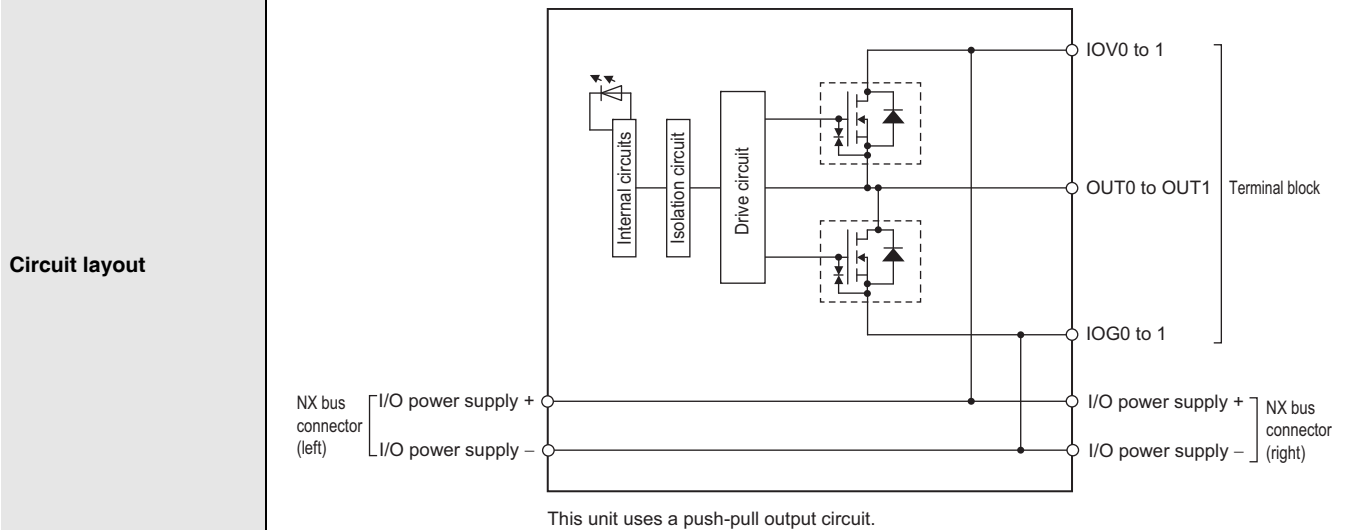 Circuit layout
Internal circuits
Isolation circuit
Drive circuit
IOV0 to 1
OUT0 to OUT1
Terminal block
IOG0 to 1
NX bus
connector
(left)
I/O power supply +
I/O power supply −
I/O power supply +
I/O power supply −
NX bus
connector
(right)
This unit uses a push-pull output circuit.